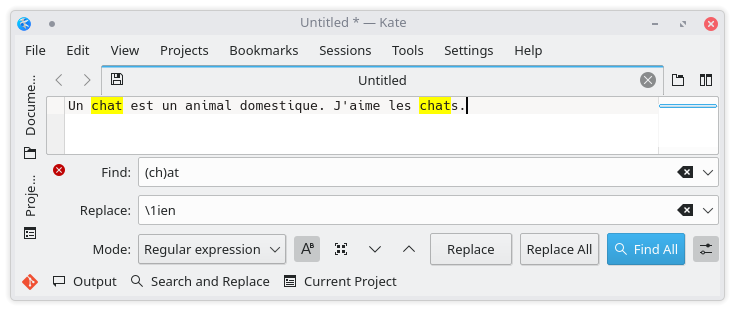 Untitled * — Kate
File Edit View Projects Bookmarks Sessions Tools Settings Help
Docume...
Untitled
Un chat est un animal domestique. J'aime les chats.
Proje...
Find: (ch)at
Replace: \1ien
Mode: Regular expression Replace Replace All Find All
Output Search and Replace Current Project